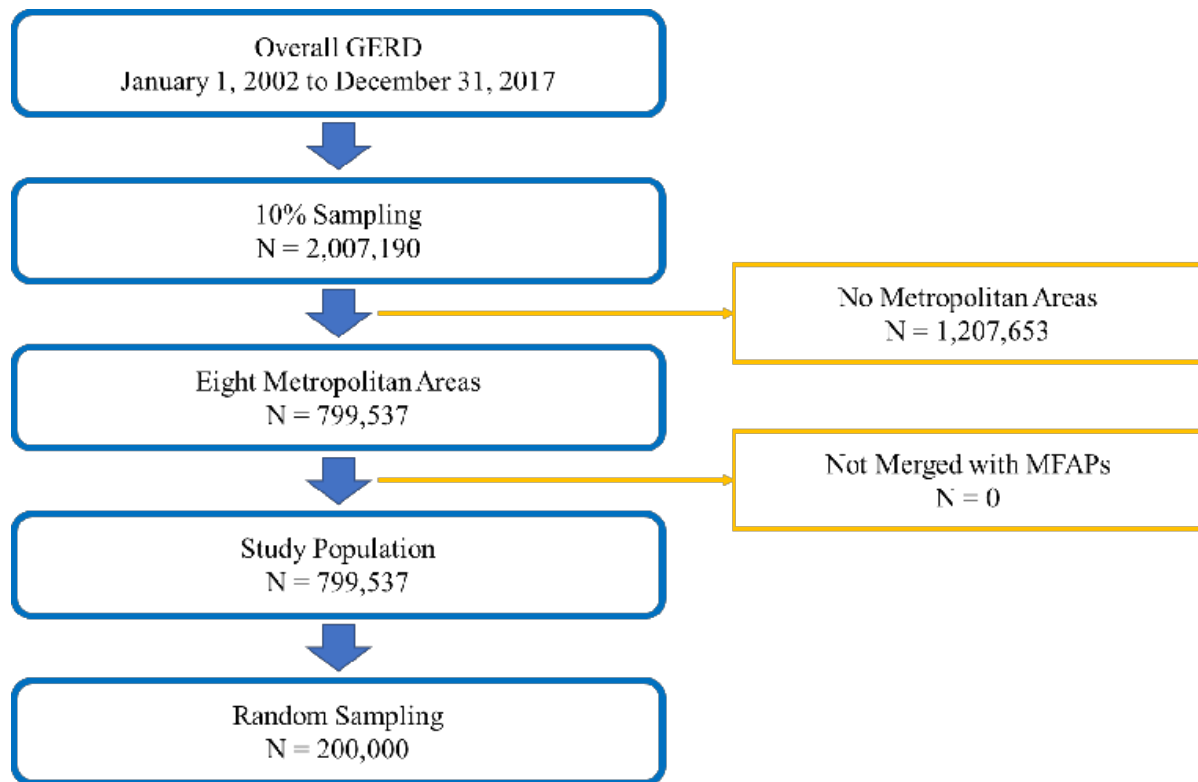 Overall GERD
January 1, 2002 to December 31, 2017
10% Sampling
N = 2,007,190
No Metropolitan Areas
N = 1,207,653
Eight Metropolitan Areas
N = 799,537
Not Merged with MFAPs
N = 0
Study Population
N = 799,537
Random Sampling
N = 200,000